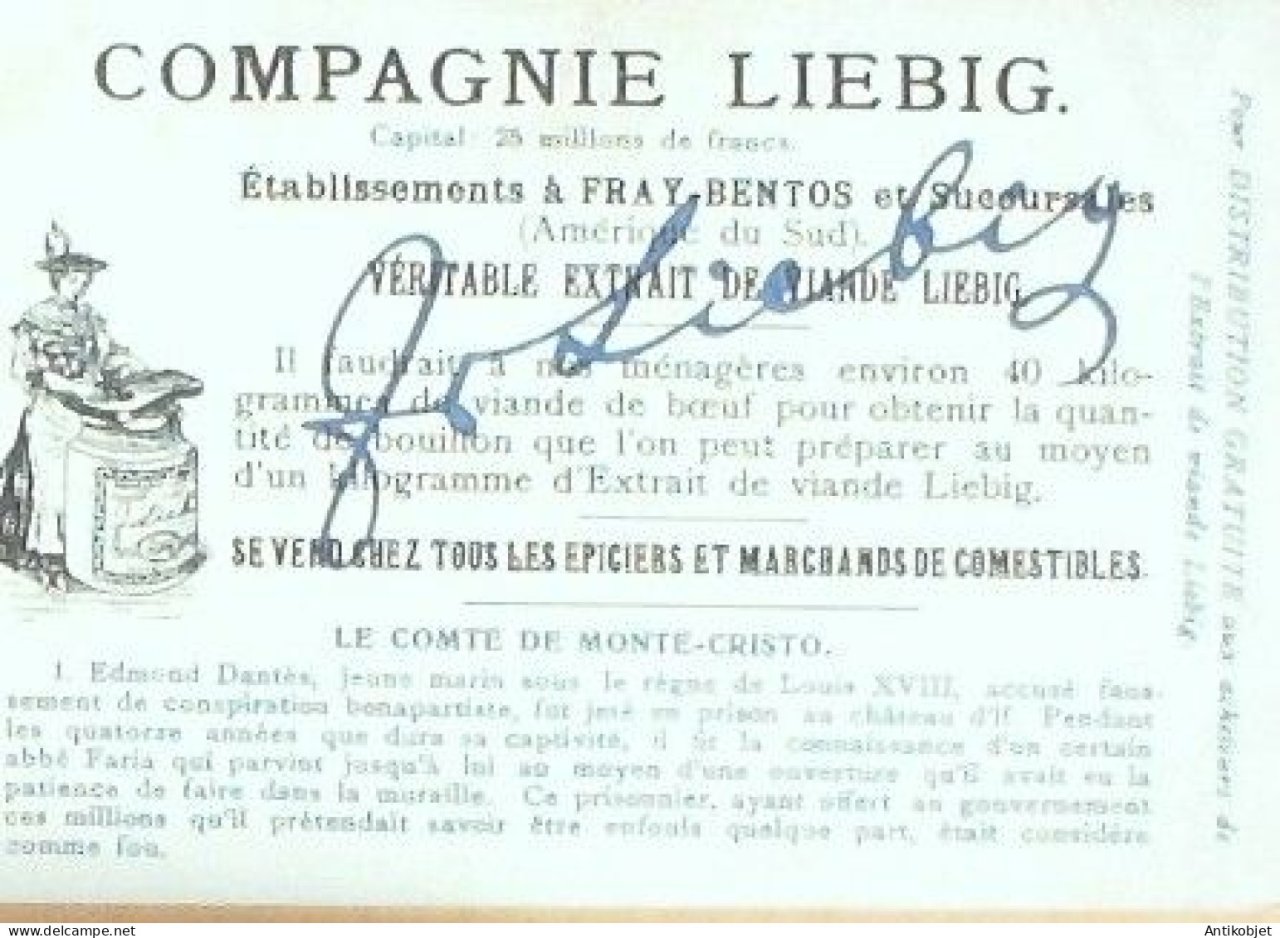 COMPAGNIE LIEBIG.
Capital 25 millions de francs.
Établissements à FRAY-BENTOS et Succursales
(Amérique du Sud).
VÉRITABLE EXTRAIT DE VIANDE LIEBIG
J v Liebig
Il faudrait à nos ménagères environ 40 kilo-
grammes de viande de bœuf pour obtenir la quan-
tité de bouillon que l'on peut préparer au moyen
d'un kilogramme d'Extrait de viande Liebig.
SE VEND CHEZ TOUS LES EPICIERS ET MARCHANDS DE COMESTIBLES.
LE COMTE DE MONTE-CRISTO.
1. Edmond Dantès, jeune marin sous le règne de Louis XVIII, accusé faus-
sement de conspiration bonapartiste, fut jeté en prison au château d'If. Pendant
les quatorze années que dura sa captivité, il fit la connaissance d'un certain
abbé Faria qui parvint jusqu'à lui au moyen d'une ouverture qu'il avait eu la
patience de faire dans la muraille. Ce prisonnier, ayant offert au gouvernement
ces millions qu'il prétendait savoir être enfouis quelque part, était considéré
comme fou.
Pour DISTRIBUTION GRATUITE aux acheteurs de
l'Extrait de viande Liebig.
www.delcampe.net
Antikobjet